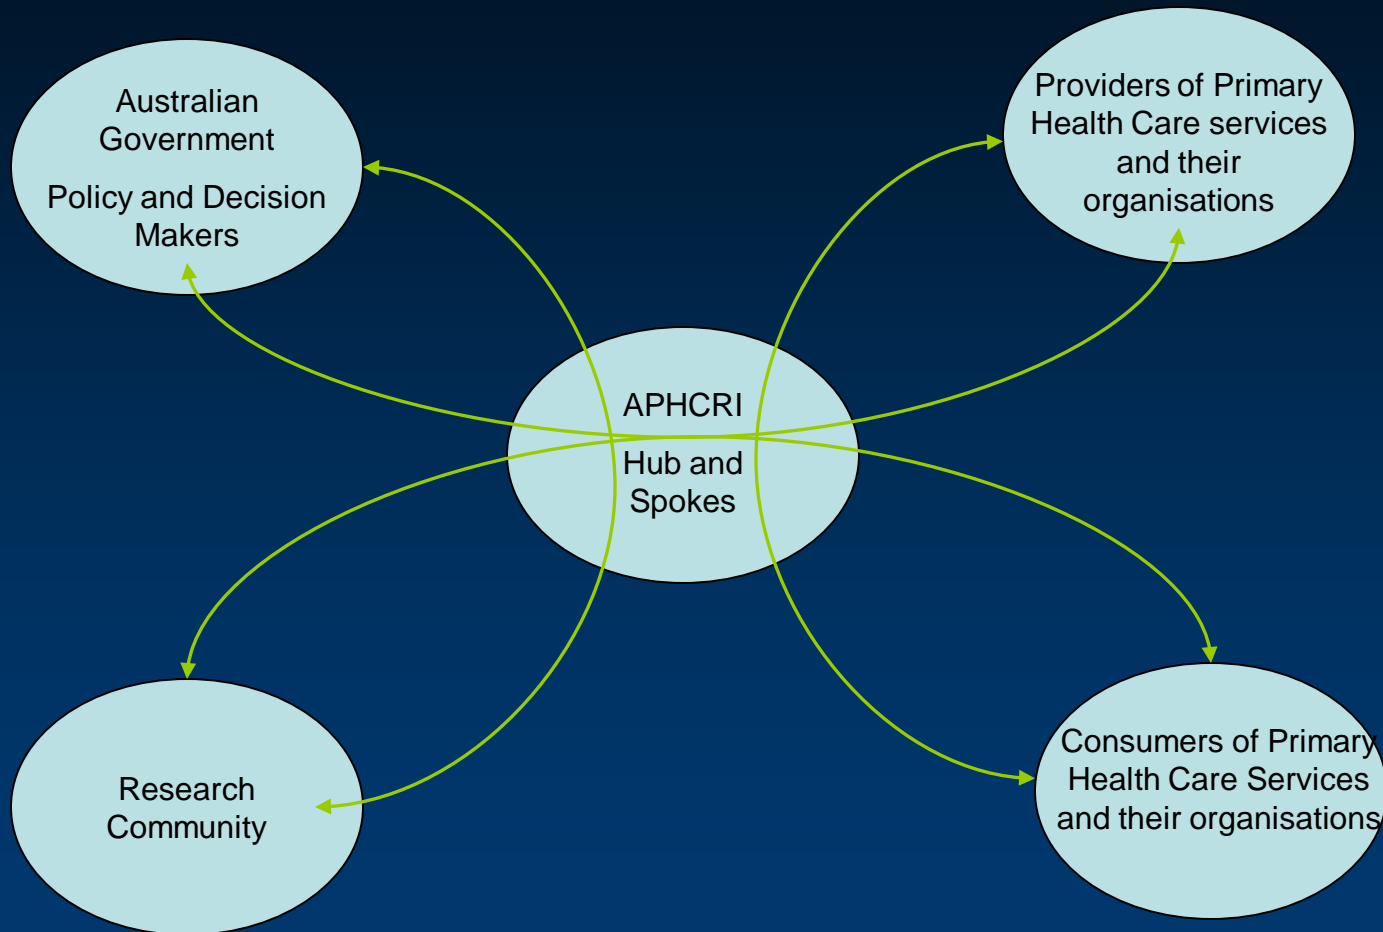 Australian
Government
Policy and Decision
Makers
Providers of Primary
Health Care services
and their
organisations
APHCRI
Hub and
Spokes
Research
Community
Consumers of Primary
Health Care Services
and their organisations